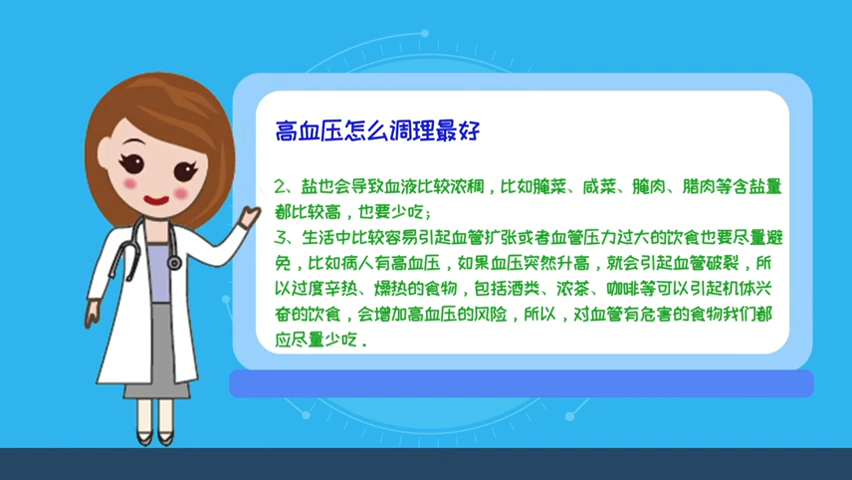 高血压怎么调理最好
2、盐也会导致血液比较浓稠，比如腌菜、咸菜、腌肉、腊肉等含盐量
都比较高，也要少吃；
3、生活中比较容易引起血管扩张或者血管压力过大的饮食也要尽量避
免，比如病人有高血压，如果血压突然升高，就会引起血管破裂，所
以过度辛热、燥热的食物，包括酒类、浓茶、咖啡等可以引起机体兴
奋的饮食，会增加高血压的风险，所以，对血管有危害的食物我们都
应尽量少吃．